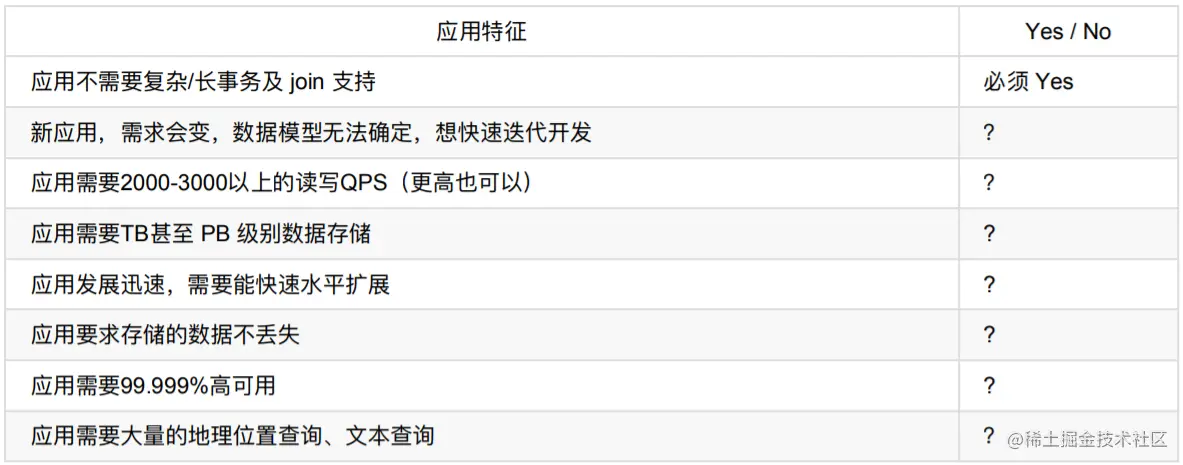 应用特征 Yes / No
应用不需要复杂/长事务及 join 支持 必须 Yes
新应用，需求会变，数据模型无法确定，想快速迭代开发 ?
应用需要2000-3000以上的读写QPS（更高也可以） ?
应用需要TB甚至 PB 级别数据存储 ?
应用发展迅速，需要能快速水平扩展 ?
应用要求存储的数据不丢失 ?
应用需要99.999%高可用 ?
应用需要大量的地理位置查询、文本查询 ?
@稀土掘金技术社区